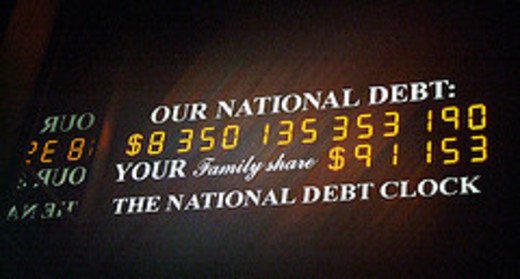 OUR NATIONAL DEBT:
$8 350 135 353 190
YOUR Family share $91 153
THE NATIONAL DEBT CLOCK